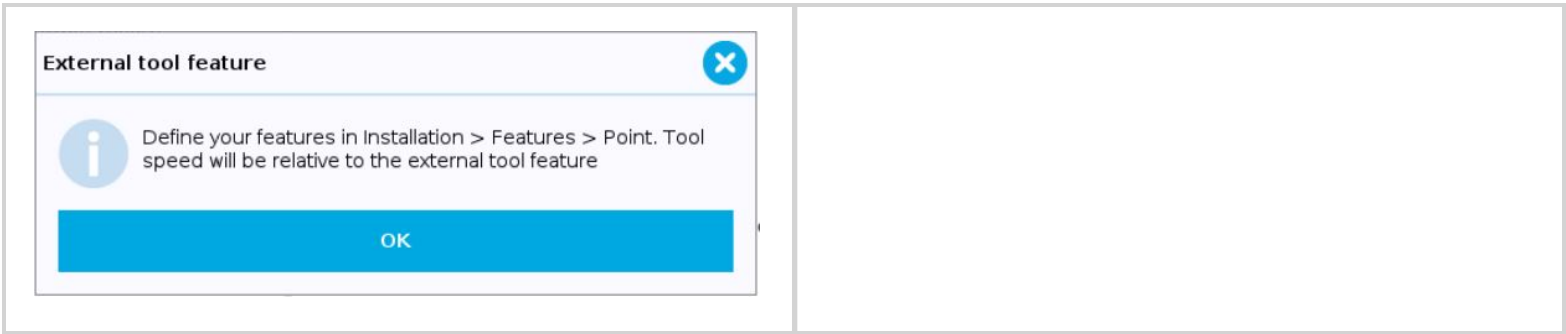 External tool feature
Define your features in Installation > Features > Point. Tool
speed will be relative to the external tool feature
OK